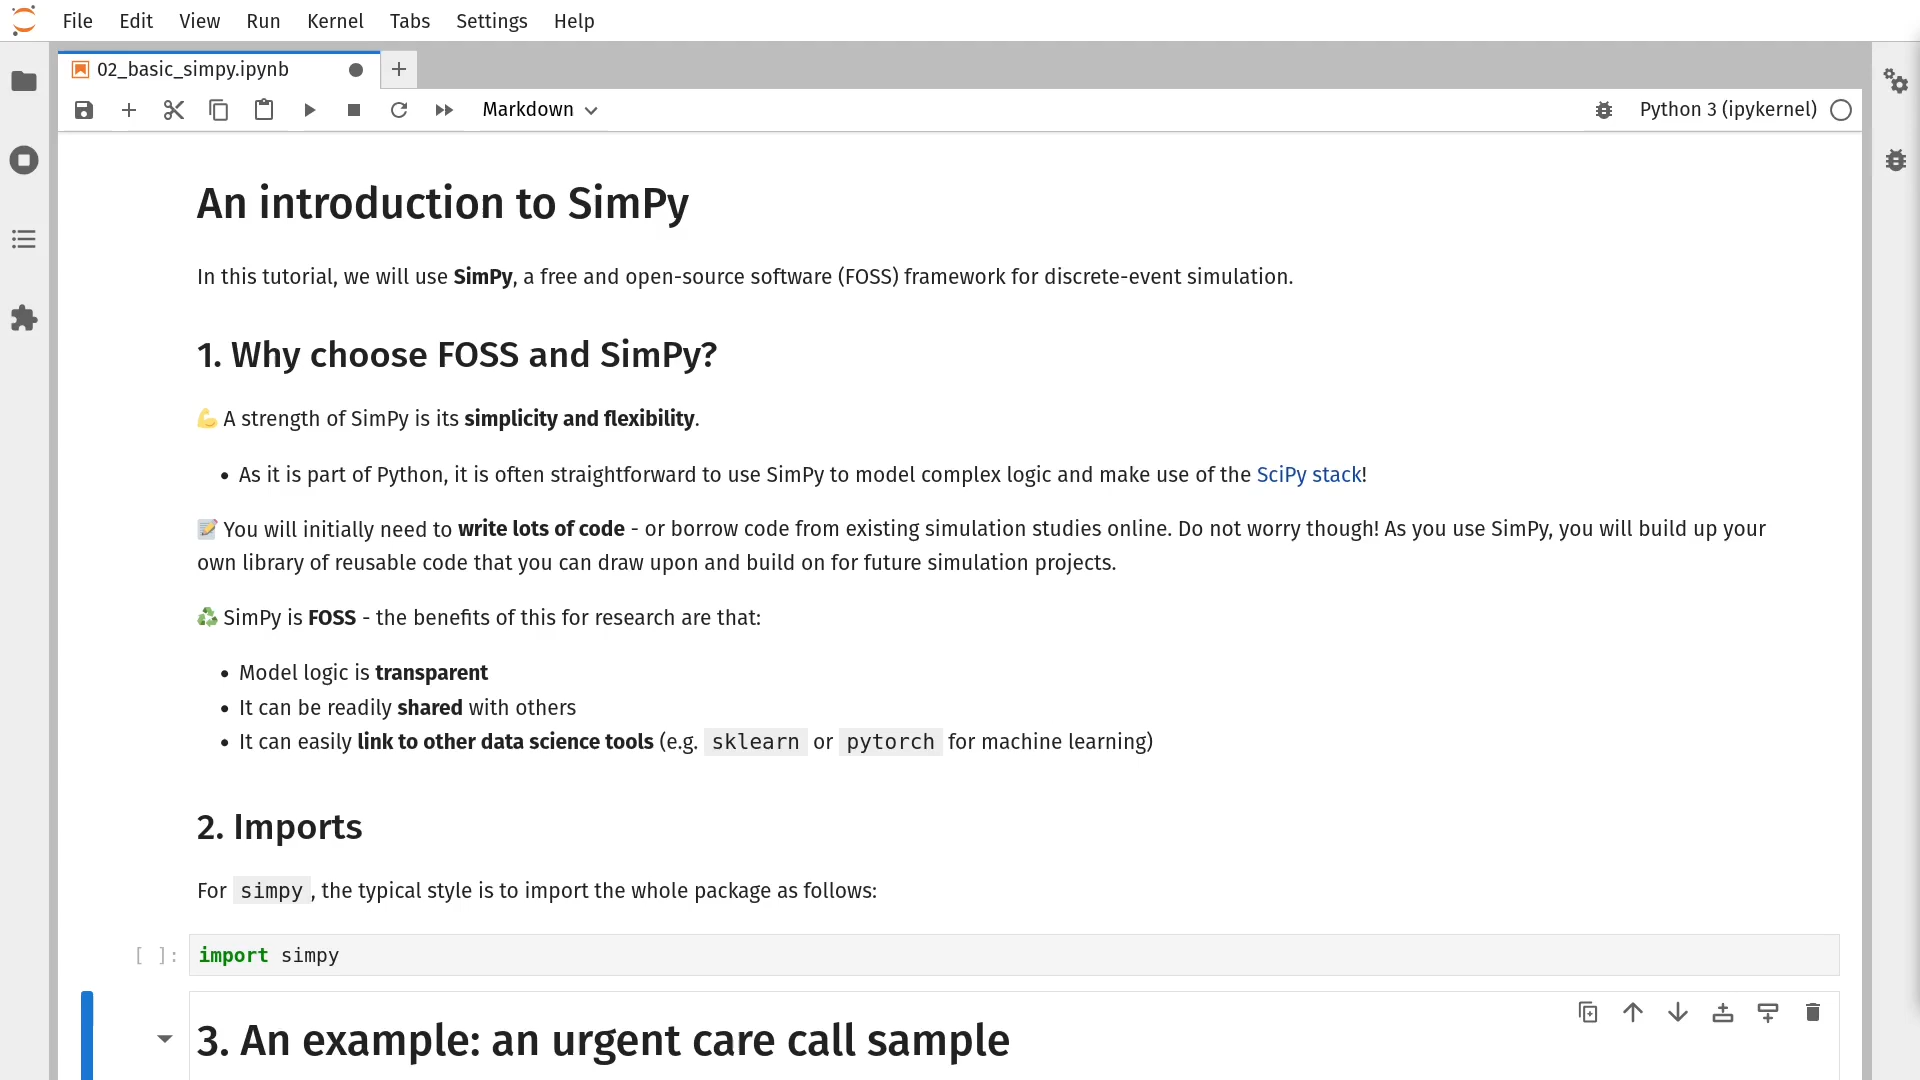 File Edit View Run Kernel Tabs Settings Help
02_basic_simpy.ipynb
Markdown
Python 3 (ipykernel)
An introduction to SimPy
In this tutorial, we will use SimPy, a free and open-source software (FOSS) framework for discrete-event simulation.
1. Why choose FOSS and SimPy?
💪 A strength of SimPy is its simplicity and flexibility.
• As it is part of Python, it is often straightforward to use SimPy to model complex logic and make use of the SciPy stack!
📝 You will initially need to write lots of code - or borrow code from existing simulation studies online. Do not worry though! As you use SimPy, you will build up your
own library of reusable code that you can draw upon and build on for future simulation projects.
♻️ SimPy is FOSS - the benefits of this for research are that:
• Model logic is transparent
• It can be readily shared with others
• It can easily link to other data science tools (e.g. sklearn or pytorch for machine learning)
2. Imports
For simpy, the typical style is to import the whole package as follows:
[ ]: import simpy
3. An example: an urgent care call sample